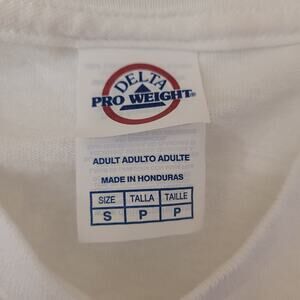 DELTA
PRO WEIGHT®
ADULT ADULTO ADULTE
MADE IN HONDURAS
SIZE TALLA TAILLE
S P P